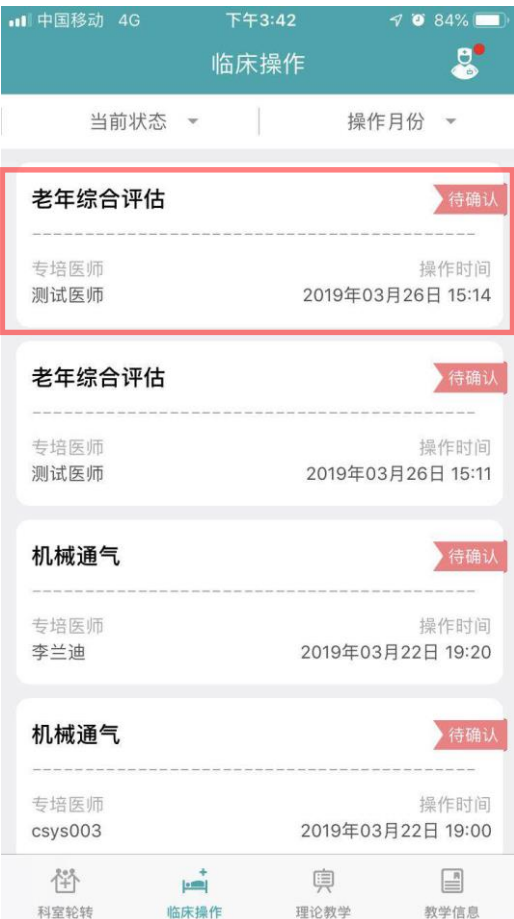 中国移动 4G 下午3:42 84%
临床操作
当前状态 操作月份
老年综合评估 待确认
专培医师 操作时间
测试医师 2019年03月26日 15:14
老年综合评估 待确认
专培医师 操作时间
测试医师 2019年03月26日 15:11
机械通气 待确认
专培医师 操作时间
李兰迪 2019年03月22日 19:20
机械通气 待确认
专培医师 操作时间
csys003 2019年03月22日 19:00
科室轮转 临床操作 理论教学 教学信息